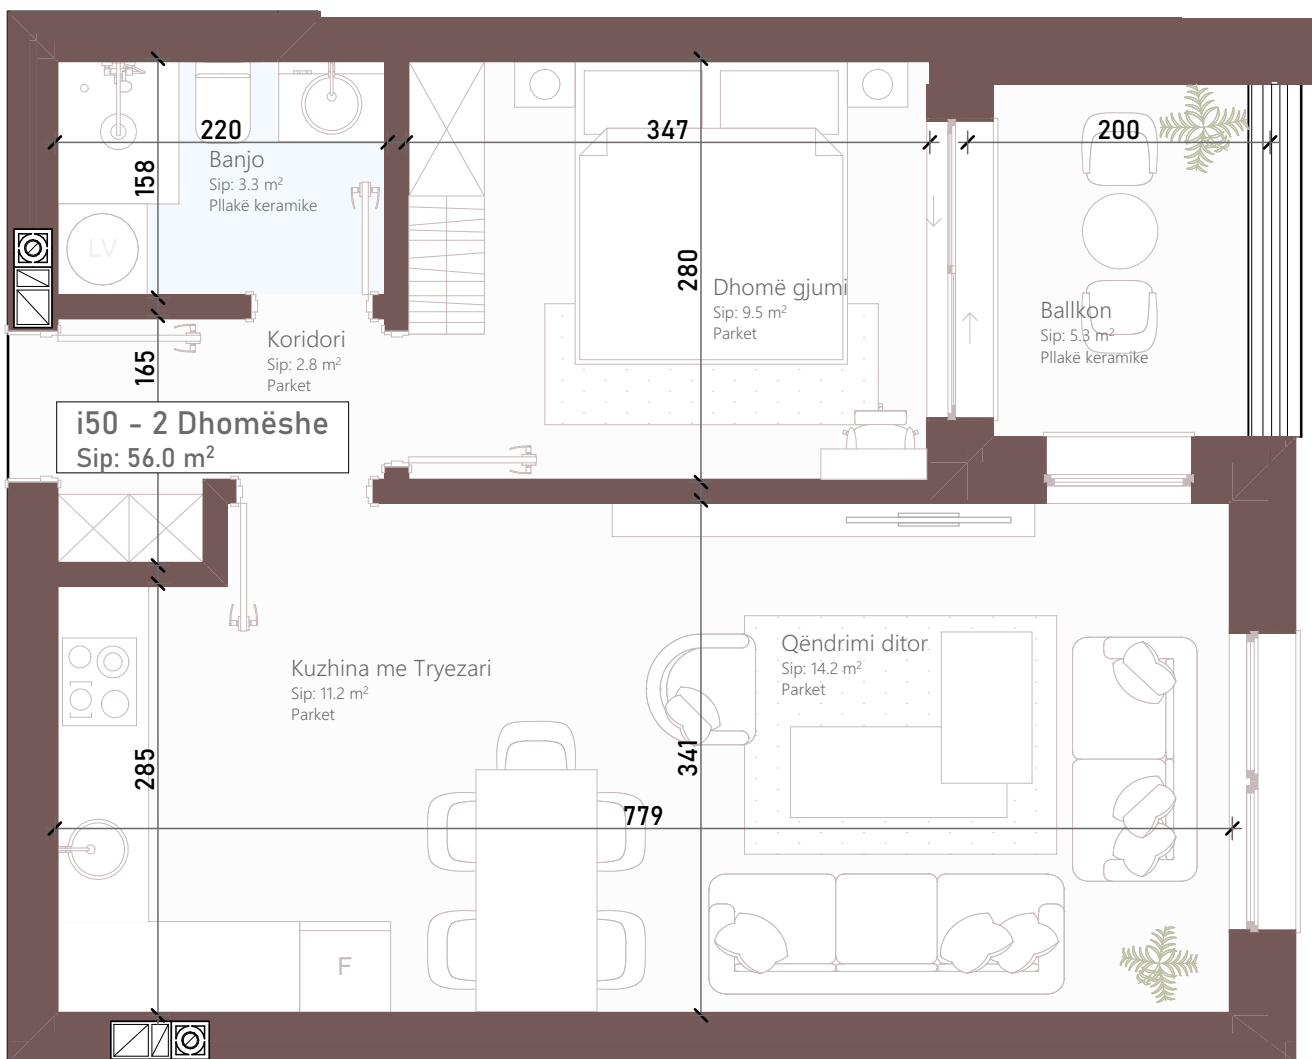 220
347
200
158
Banjo
Sip: 3.3 m²
Pllakë keramike
LV
280
Dhomë gjumi
Sip: 9.5 m²
Parket
Ballkon
Sip: 5.3 m²
Pllakë keramike
Koridori
Sip: 2.8 m²
Parket
165
i50 - 2 Dhomëshe
Sip: 56.0 m²
Qëndrimi ditor
Sip: 14.2 m²
Parket
Kuzhina me Tryezari
Sip: 11.2 m²
Parket
285
341
779
F